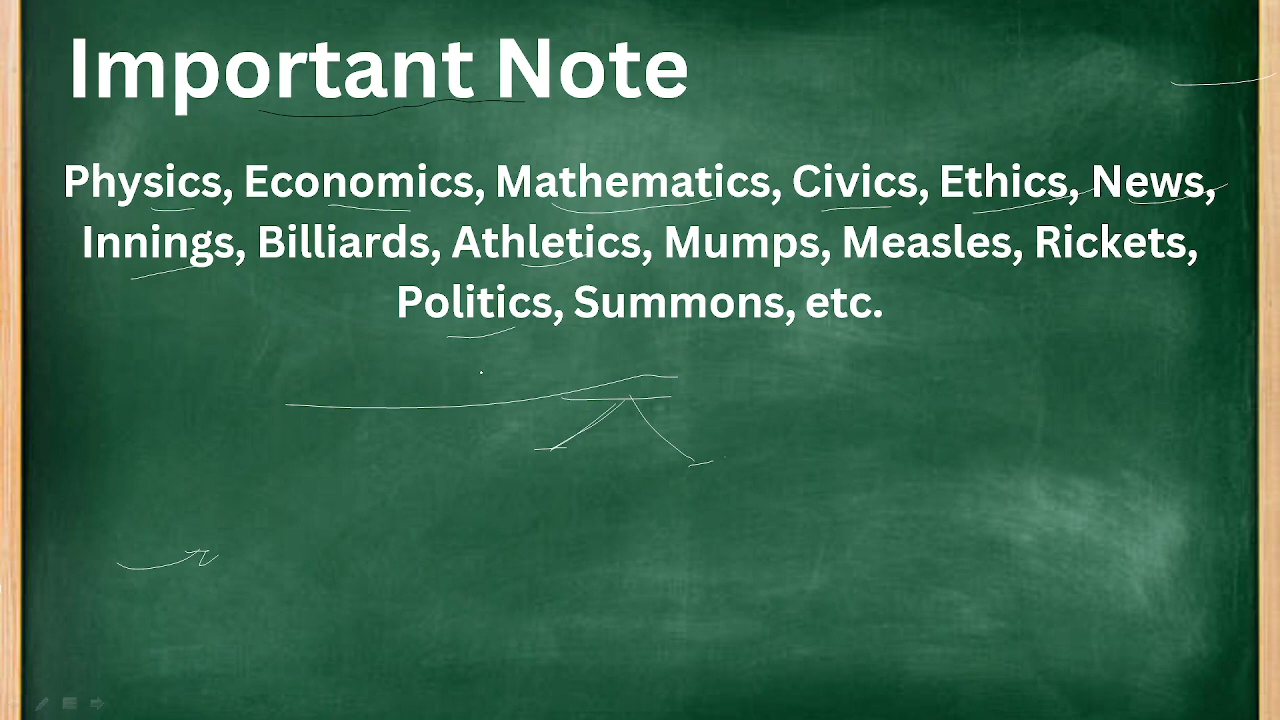 Important Note
Physics, Economics, Mathematics, Civics, Ethics, News,
Innings, Billiards, Athletics, Mumps, Measles, Rickets,
Politics, Summons, etc.